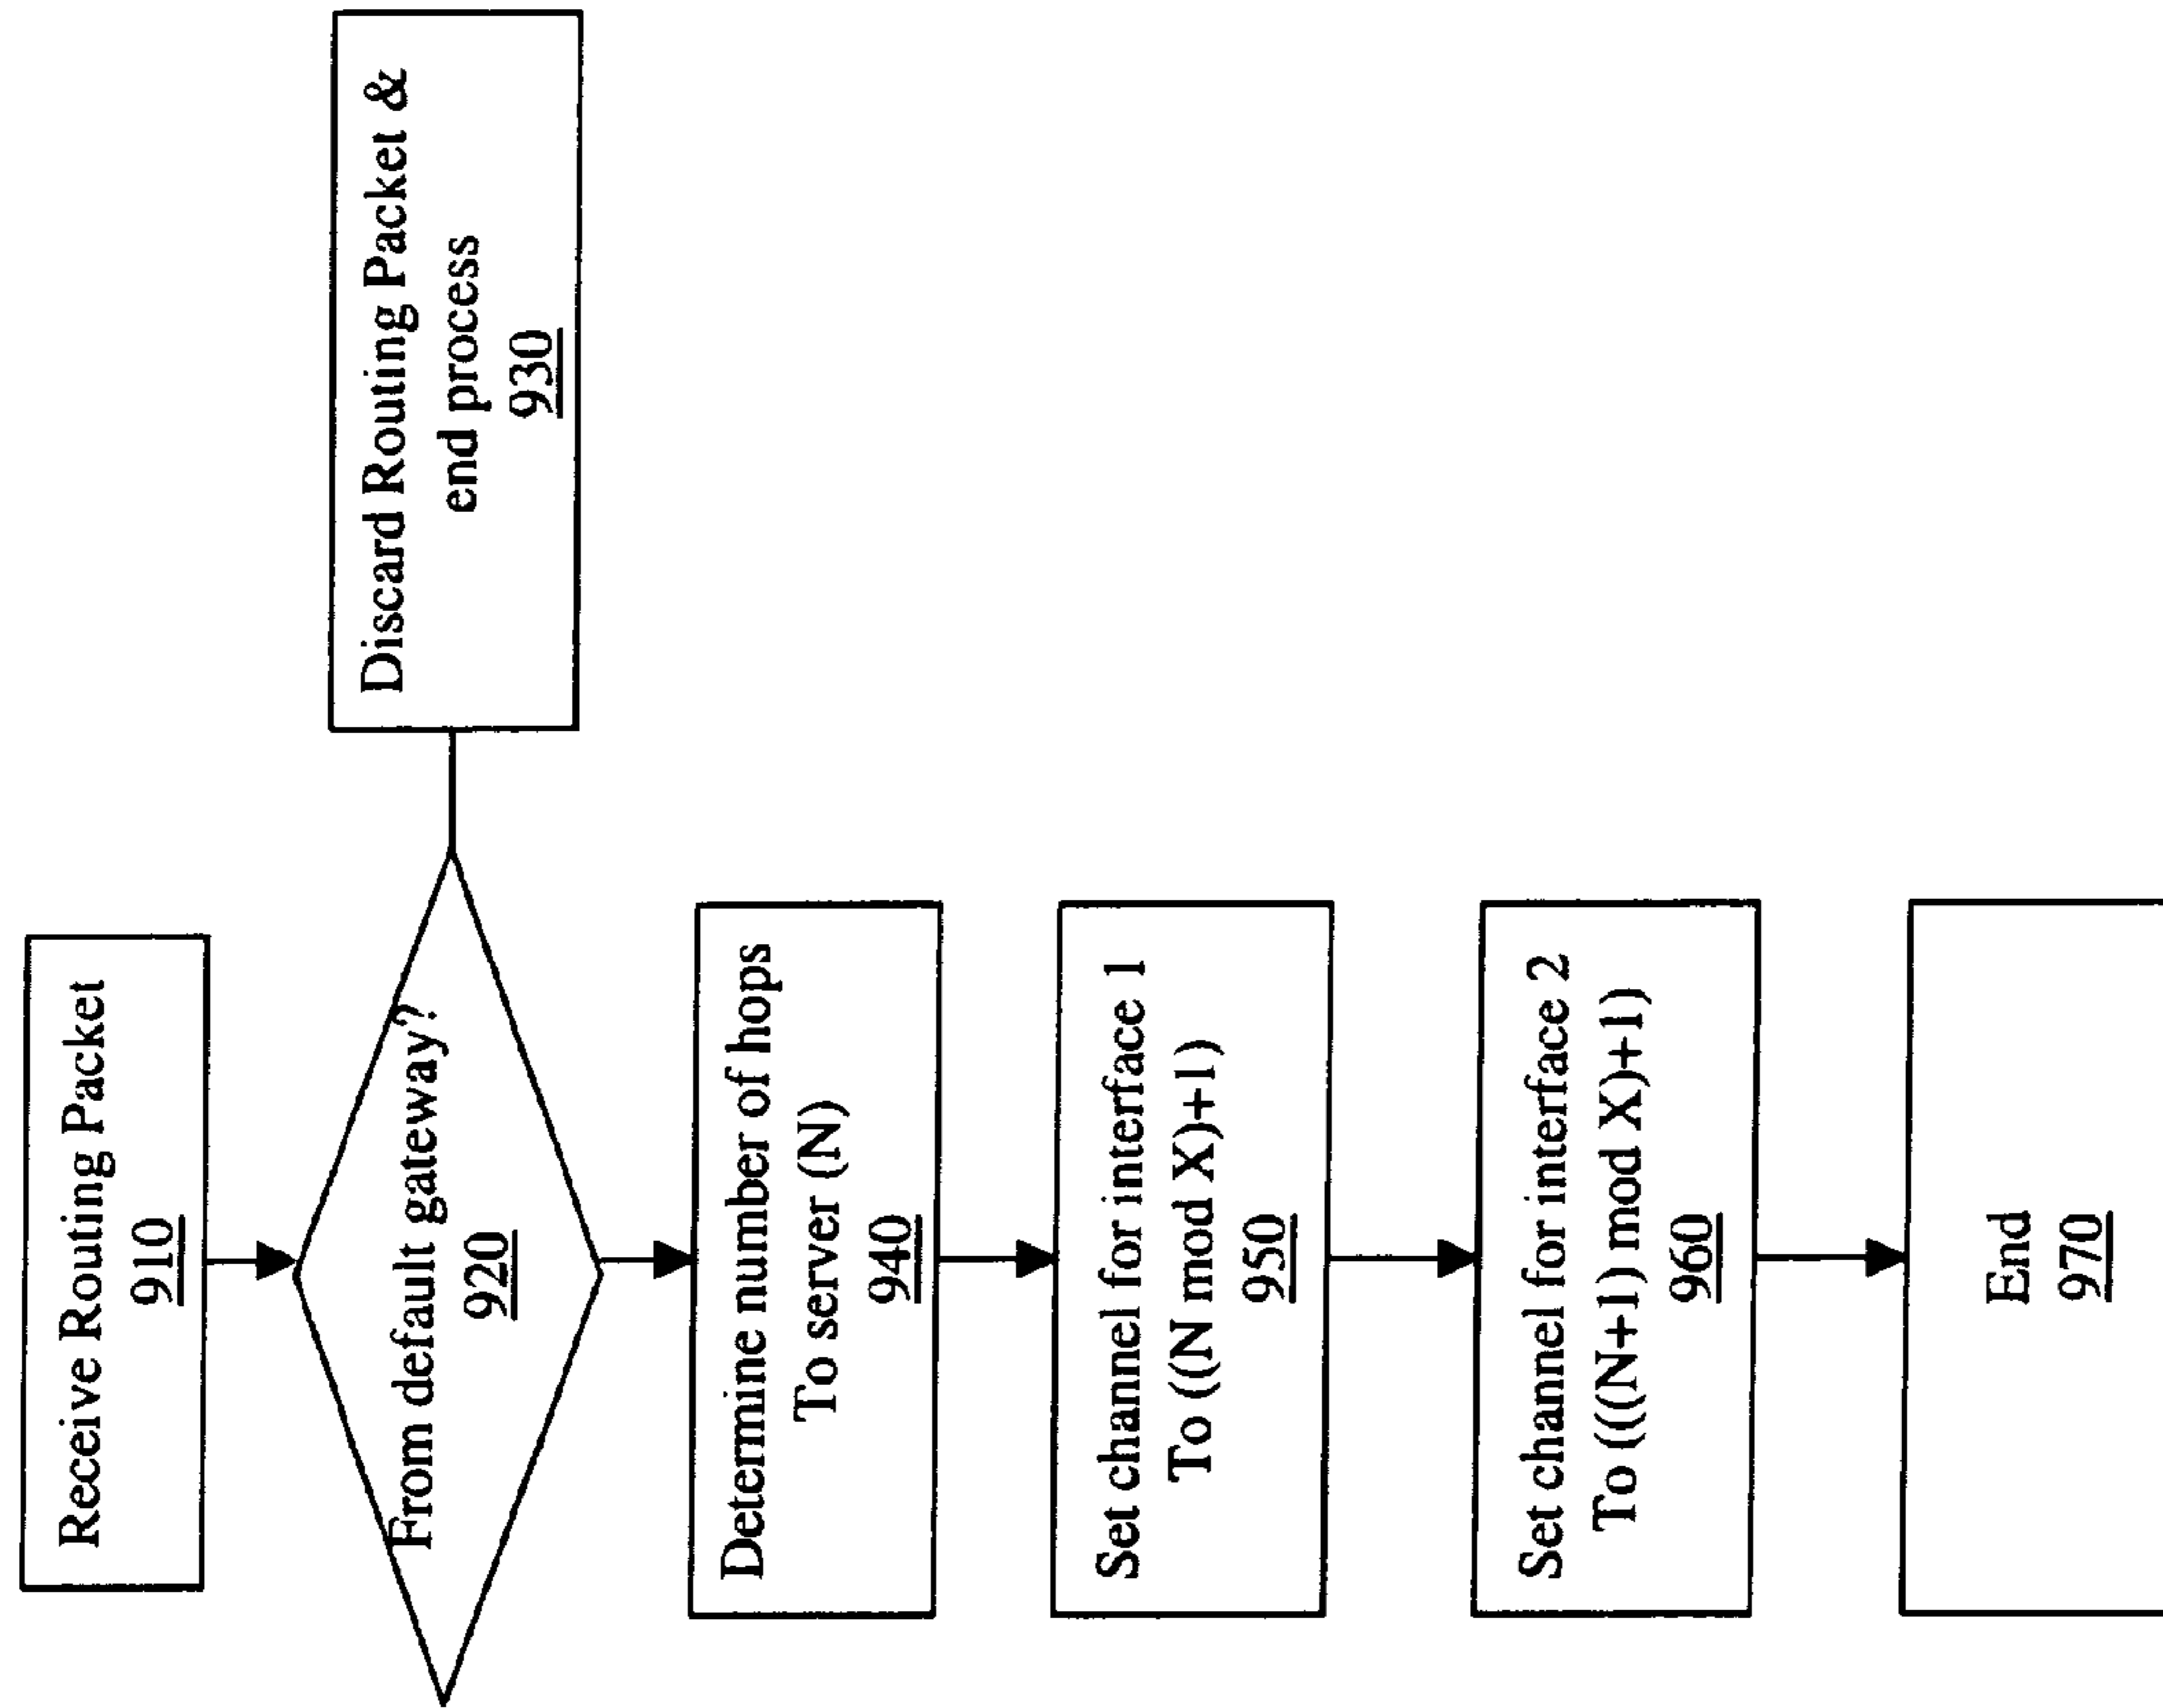 Receive Routing Packet
910
From default gateway?
920
Discard Routing Packet &
end process
930
Determine number of hops
To server (N)
940
Set channel for interface 1
To ((N mod X)+1)
950
Set channel for interface 2
To (((N+1) mod X)+1)
960
End
970